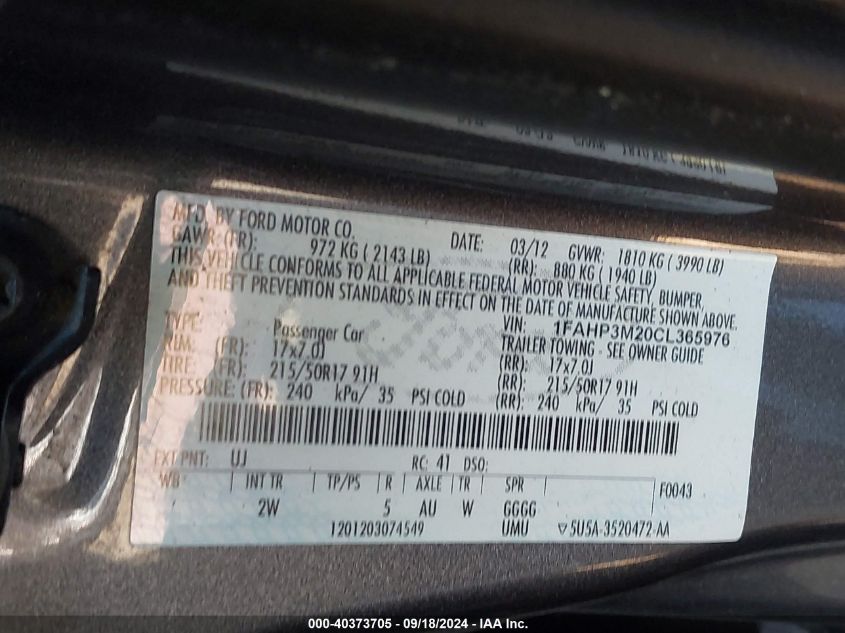 MFD. BY FORD MOTOR CO. DATE: 03/12 GVWR: 1810 KG ( 3990 LB)
GAWR: (FR): 972 KG ( 2143 LB) (RR): 880 KG ( 1940 LB)
THIS VEHICLE CONFORMS TO ALL APPLICABLE FEDERAL MOTOR VEHICLE SAFETY, BUMPER,
AND THEFT PREVENTION STANDARDS IN EFFECT ON THE DATE OF MANUFACTURE SHOWN ABOVE.
VIN: 1FAHP3M20CL365976
TYPE: Passenger Car TRAILER TOWING - SEE OWNER GUIDE
RIM: (FR): 17x7.0J (RR): 17x7.0J
TIRE: (FR): 215/50R17 91H (RR): 215/50R17 91H
PRESSURE: (FR): 240 kPa/ 35 PSI COLD (RR): 240 kPa/ 35 PSI COLD
EXT PNT: UJ RC: 41 DSO:
WB INT TR TP/PS R AXLE TR SPR F0043
2W 5 AU W GGGG
1201203074549 UMU 5U5A-3520472-AA
000-40373705 - 09/18/2024 - IAA Inc.